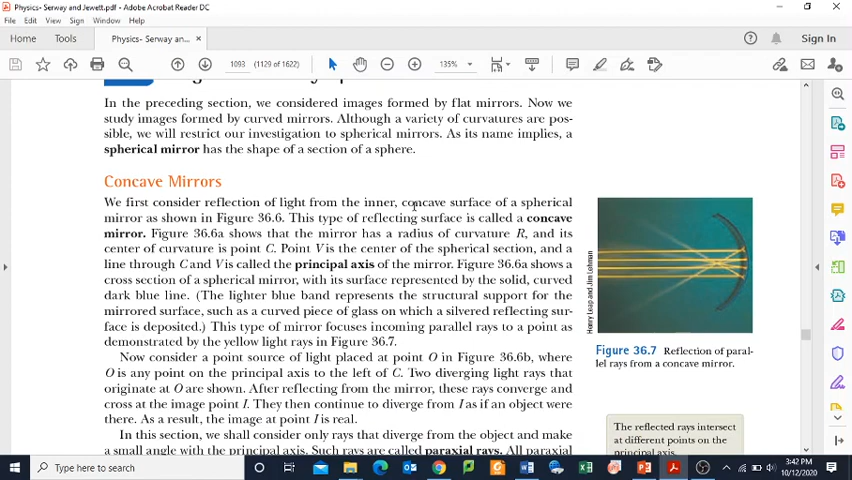 Physics- Serway and Jewett.pdf - Adobe Acrobat Reader DC
File Edit View Sign Window Help
Home Tools Physics- Serway an... × Sign In
1093 (1129 of 1622) 135%
In the preceding section, we considered images formed by flat mirrors. Now we
study images formed by curved mirrors. Although a variety of curvatures are pos-
sible, we will restrict our investigation to spherical mirrors. As its name implies, a
spherical mirror has the shape of a section of a sphere.
Concave Mirrors
We first consider reflection of light from the inner, concave surface of a spherical
mirror as shown in Figure 36.6. This type of reflecting surface is called a concave
mirror. Figure 36.6a shows that the mirror has a radius of curvature R, and its
center of curvature is point C. Point V is the center of the spherical section, and a
line through C and V is called the principal axis of the mirror. Figure 36.6a shows a
cross section of a spherical mirror, with its surface represented by the solid, curved
dark blue line. (The lighter blue band represents the structural support for the
mirrored surface, such as a curved piece of glass on which a silvered reflecting sur-
face is deposited.) This type of mirror focuses incoming parallel rays to a point as
demonstrated by the yellow light rays in Figure 36.7.
Now consider a point source of light placed at point O in Figure 36.6b, where
O is any point on the principal axis to the left of C. Two diverging light rays that
originate at O are shown. After reflecting from the mirror, these rays converge and
cross at the image point I. They then continue to diverge from I as if an object were
there. As a result, the image at point I is real.
In this section, we shall consider only rays that diverge from the object and make
a small angle with the principal axis. Such rays are called paraxial rays. All paraxial
Henry Leap and Jim Lehman
Figure 36.7 Reflection of paral-
lel rays from a concave mirror.
The reflected rays intersect
at different points on the
principal axis.
Type here to search
3:42 PM
10/12/2020